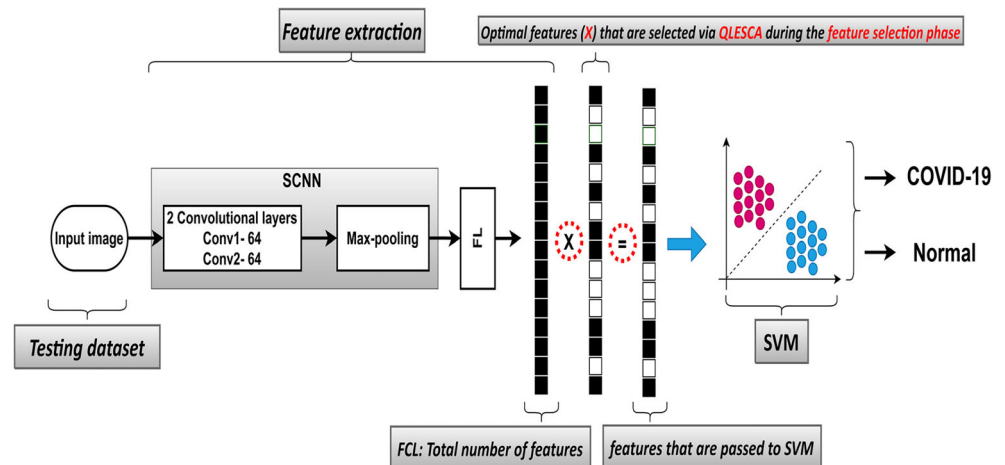 Feature extraction
Optimal features (X) that are selected via QLESCA during the feature selection phase
SCNN
Input image
2 Convolutional layers
Conv1- 64
Conv2- 64
Max-pooling
FL
X
=
COVID-19
Normal
Testing dataset
SVM
FCL: Total number of features
features that are passed to SVM